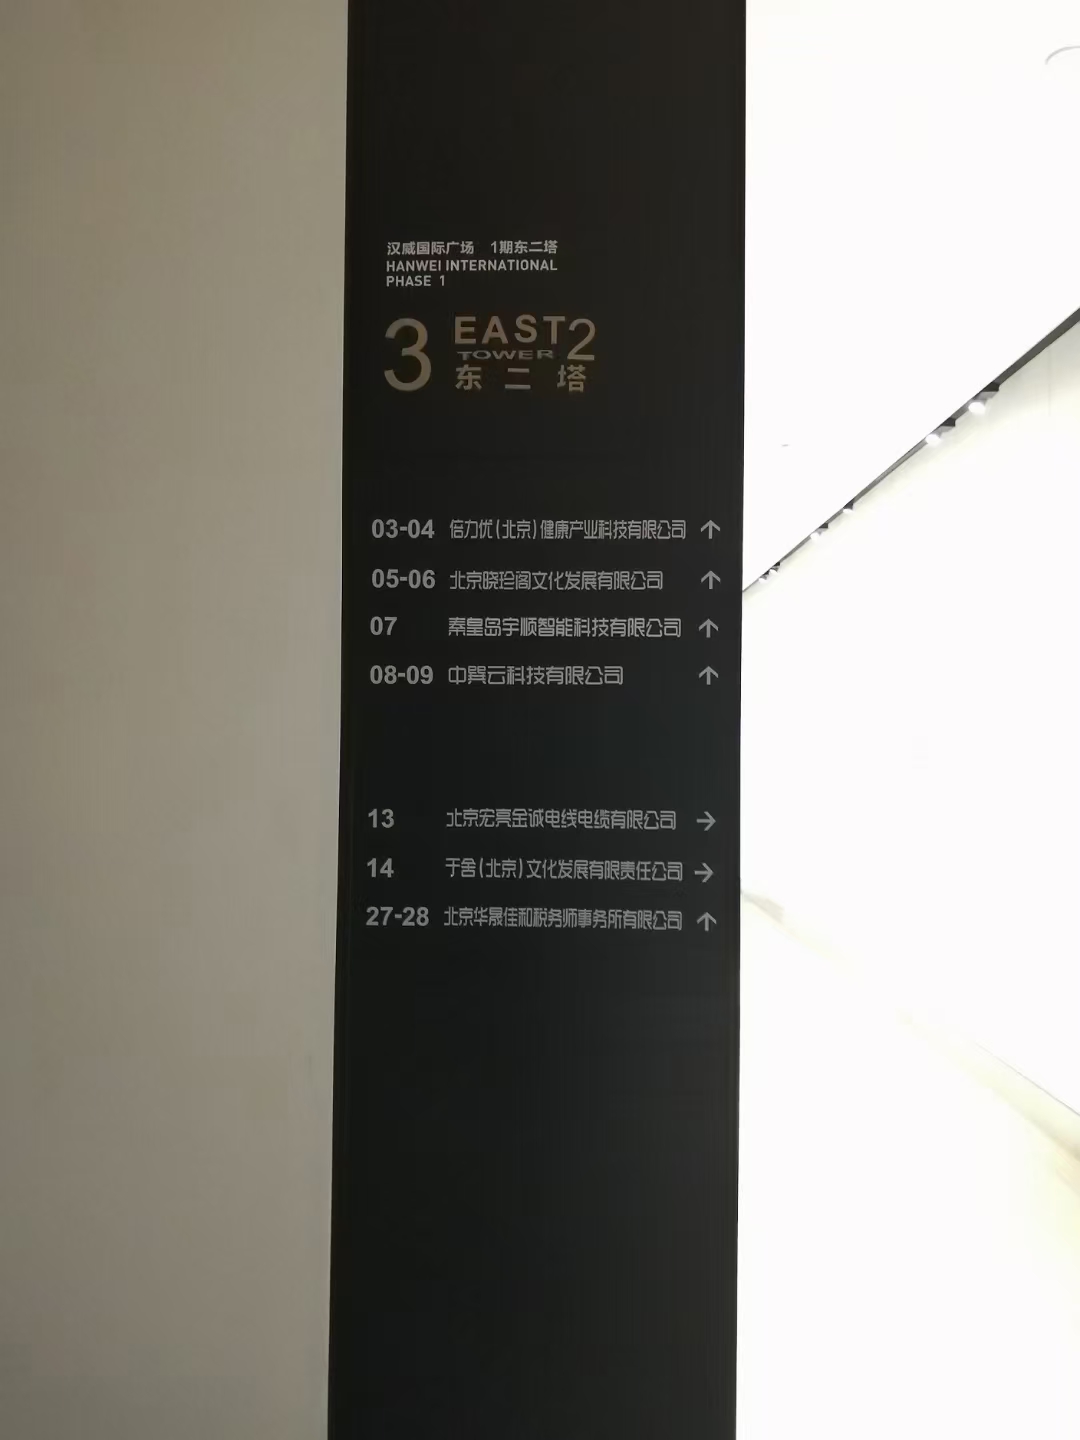 汉威国际广场 1期东二塔
HANWEI INTERNATIONAL
PHASE 1
3 EAST 2
TOWER
东二塔
03-04 倍力优(北京)健康产业科技有限公司 ↑
05-06 北京晓珍阁文化发展有限公司 ↑
07 秦皇岛宇顺智能科技有限公司 ↑
08-09 中巽云科技有限公司 ↑
13 北京宏亮金诚电线电缆有限公司 →
14 于舍(北京)文化发展有限责任公司 →
27-28 北京华晟佳和税务师事务所有限公司 ↑